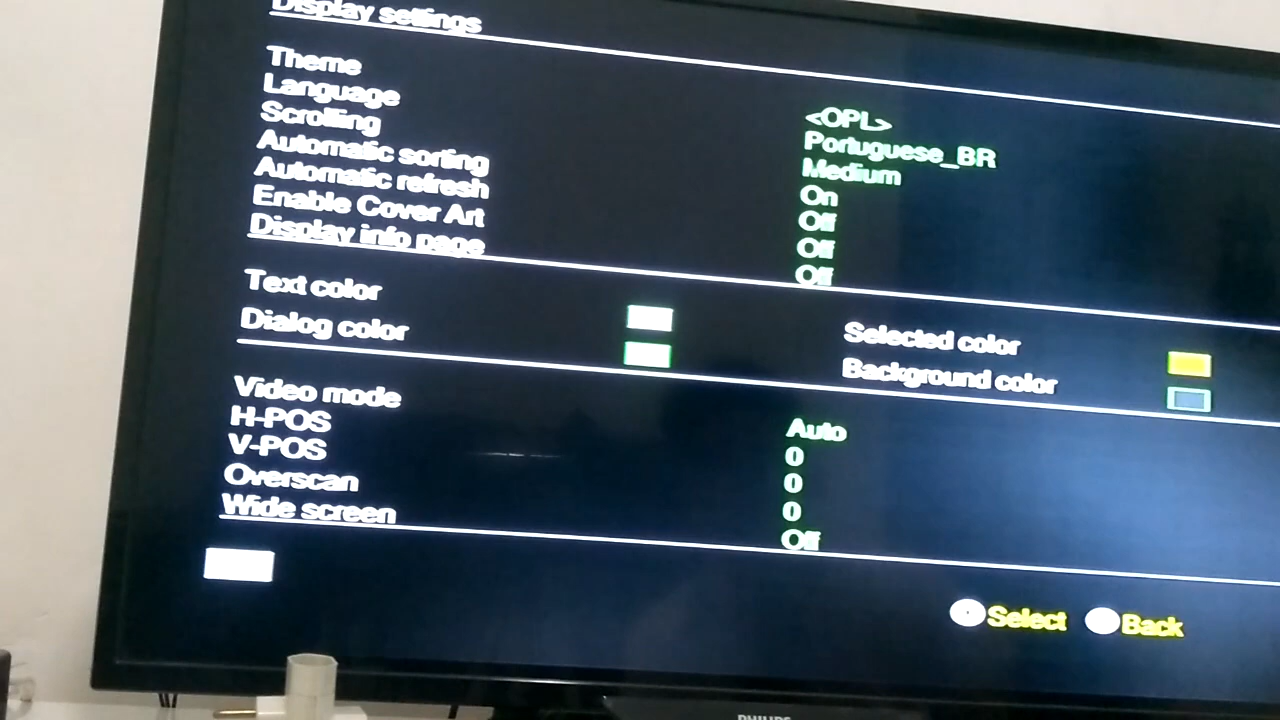 Display settings
Theme <OPL>
Language Portuguese_BR
Scrolling Medium
Automatic sorting On
Automatic refresh Off
Enable Cover Art Off
Display info page Off
Text color Selected color
Dialog color Background color
Video mode Auto
H-POS 0
V-POS 0
Overscan 0
Wide screen Off
Select Back
PHILIPS